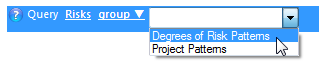 ? Query Risks group ▼
Degrees of Risk Patterns
Project Patterns